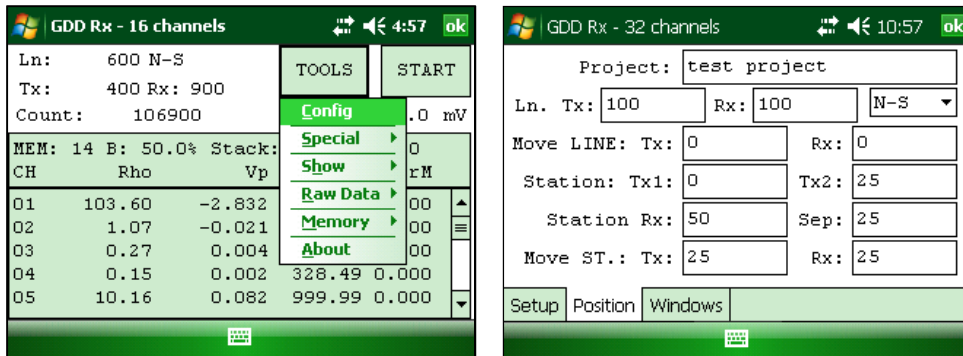 GDD Rx - 16 channels 4:57 ok
Ln: 600 N-S
Tx: 400 Rx: 900
Count: 106900
TOOLS START
.0 mV
Config
Special
Show
Raw Data
Memory
About
MEM: 14 B: 50.0% Stack: 0
CH Rho Vp rM
01 103.60 -2.832 00
02 1.07 -0.021 00
03 0.27 0.004 00
04 0.15 0.002 328.49 0.000
05 10.16 0.082 999.99 0.000
GDD Rx - 32 channels 10:57 ok
Project: test project
Ln. Tx: 100 Rx: 100 N-S
Move LINE: Tx: 0 Rx: 0
Station: Tx1: 0 Tx2: 25
Station Rx: 50 Sep: 25
Move ST.: Tx: 25 Rx: 25
Setup Position Windows